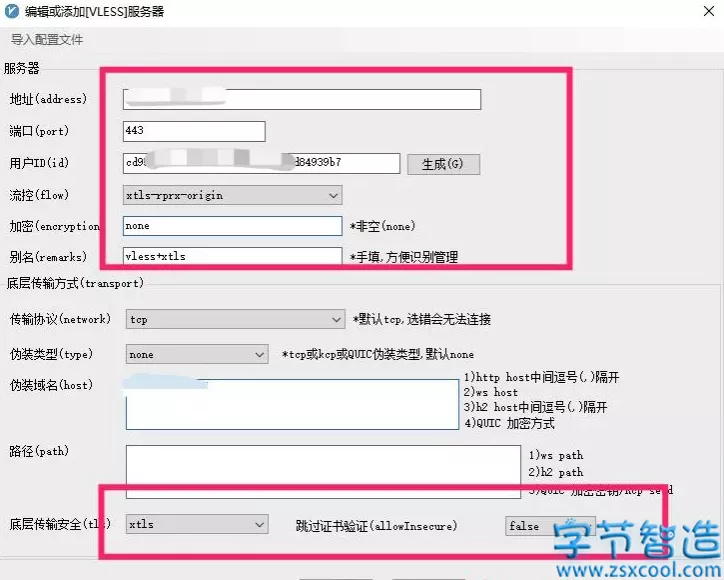 编辑或添加[VLESS]服务器
导入配置文件
服务器
地址(address)
端口(port) 443
用户ID(id) d84939b7 生成(G)
流控(flow) xtls-rprx-origin
加密(encryption none *非空(none)
别名(remarks) vless+xtls *手填,方便识别管理
底层传输方式(transport)
传输协议(network) tcp *默认tcp,选错会无法连接
伪装类型(type) none *tcp或kcp或QUIC伪装类型,默认none
伪装域名(host)
1)http host中间逗号(,)隔开
2)ws host
3)h2 host中间逗号(,)隔开
4)QUIC 加密方式
路径(path)
1)ws path
2)h2 path
3)QUIC 加密密钥/kcp seed
底层传输安全(tl xtls 跳过证书验证(allowInsecure) false
字节智造
www.zsxcool.com